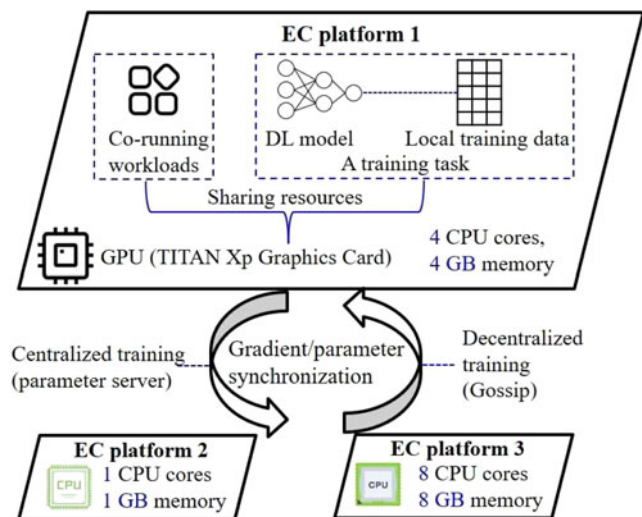 EC platform 1
Co-running
workloads
DL model
Local training data
A training task
Sharing resources
GPU (TITAN Xp Graphics Card)
4 CPU cores,
4 GB memory
Centralized training
(parameter server)
Gradient/parameter
synchronization
Decentralized
training
(Gossip)
EC platform 2
CPU
1 CPU cores
1 GB memory
EC platform 3
CPU
8 CPU cores
8 GB memory